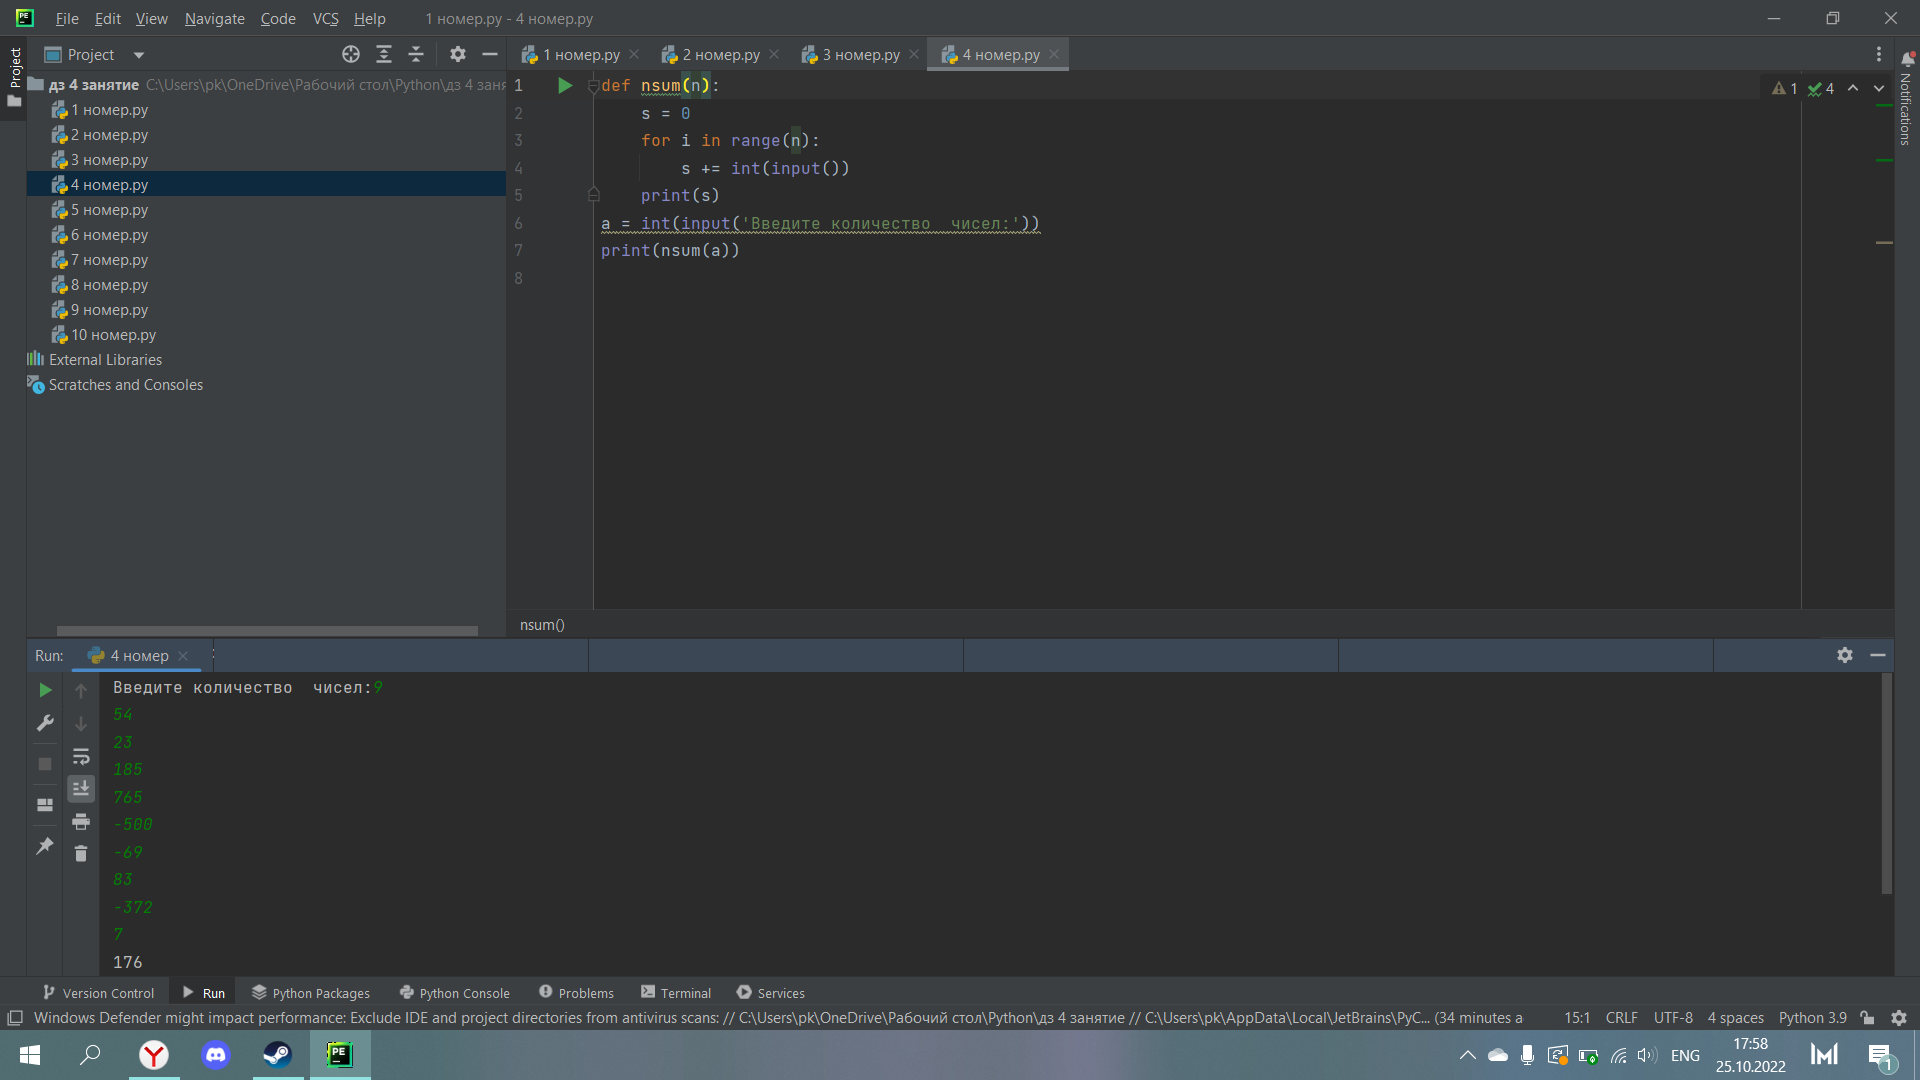 File Edit View Navigate Code VCS Help 1 номер.py - 4 номер.py
Project
Project
1 номер.py
2 номер.py
3 номер.py
4 номер.py
дз 4 занятие C:\Users\pk\OneDrive\Рабочий стол\Python\дз 4 заня
1 номер.py
2 номер.py
3 номер.py
4 номер.py
5 номер.py
6 номер.py
7 номер.py
8 номер.py
9 номер.py
10 номер.py
External Libraries
Scratches and Consoles
1 def nsum(n):
2 s = 0
3 for i in range(n):
4 s += int(input())
5 print(s)
6 a = int(input('Введите количество  чисел:'))
7 print(nsum(a))
8
1 4
Notifications
nsum()
Run: 4 номер
Введите количество  чисел:9
54
23
185
765
-500
-69
83
-372
7
176
Version Control Run Python Packages Python Console Problems Terminal Services
Windows Defender might impact performance: Exclude IDE and project directories from antivirus scans: // C:\Users\pk\OneDrive\Рабочий стол\Python\дз 4 занятие // C:\Users\pk\AppData\Local\JetBrains\PyC... (34 minutes a 15:1 CRLF UTF-8 4 spaces Python 3.9
PE
ENG
17:58
25.10.2022
1